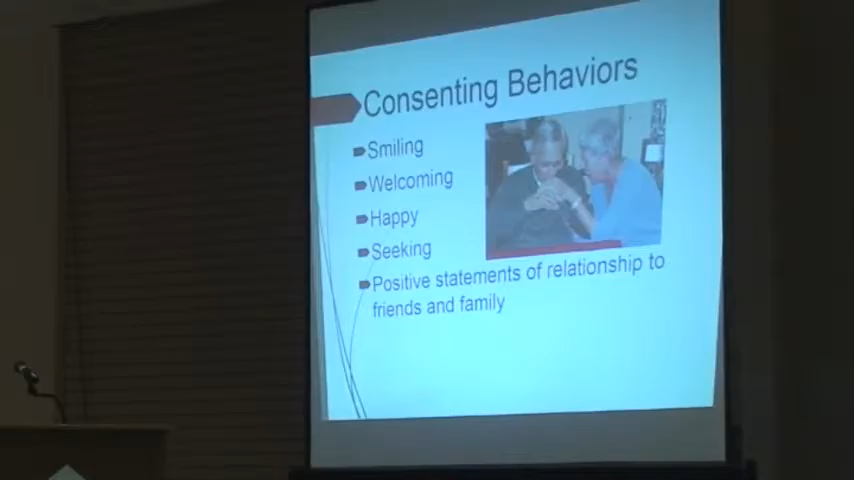 Consenting Behaviors
Smiling
Welcoming
Happy
Seeking
Positive statements of relationship to
friends and family